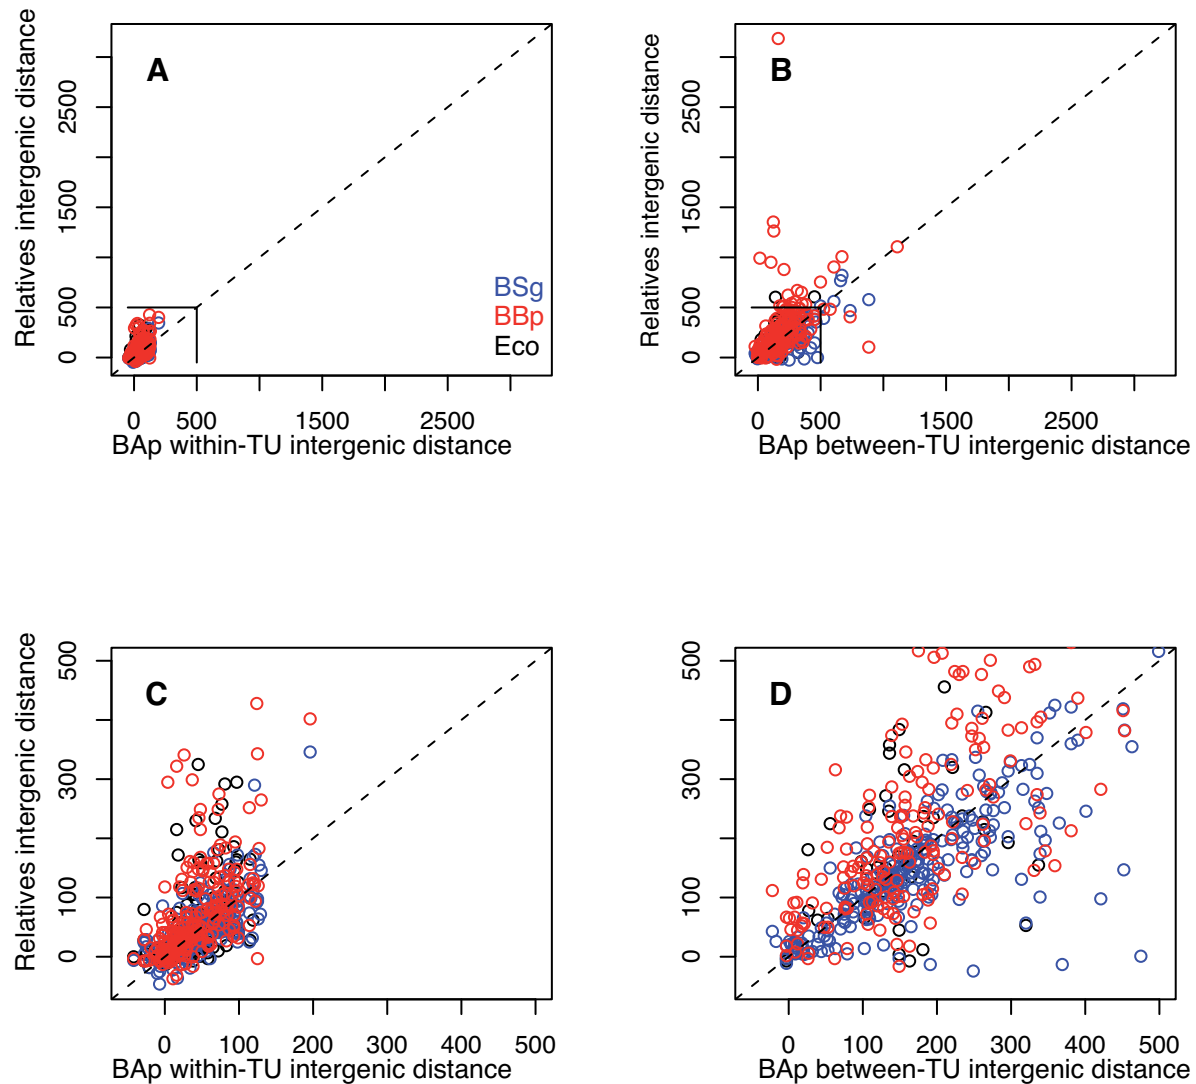 A
Relatives intergenic distance
0 500 1500 2500
BSg
BBp
Eco
0 500 1500 2500
BAp within-TU intergenic distance
B
Relatives intergenic distance
0 500 1500 2500
0 500 1500 2500
BAp between-TU intergenic distance
C
Relatives intergenic distance
0 100 300 500
0 100 200 300 400 500
BAp within-TU intergenic distance
D
0 100 300 500
0 100 200 300 400 500
BAp between-TU intergenic distance